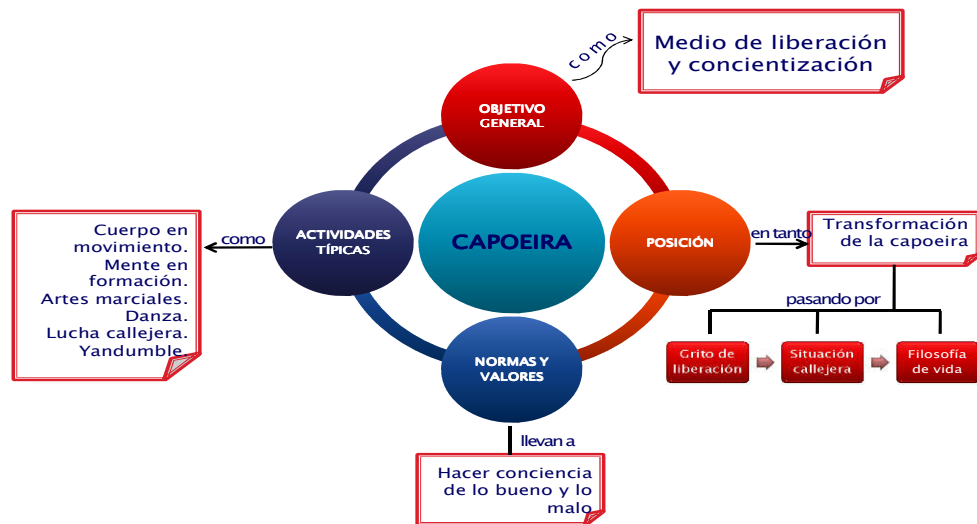 como
Medio de liberación
y concientización
OBJETIVO
GENERAL
Cuerpo en
movimiento.
Mente en
formación.
Artes marciales.
Danza.
Lucha callejera.
Yandumble.
como
ACTIVIDADES
TÍPICAS
CAPOEIRA
POSICIÓN
en tanto
Transformación
de la capoeira
pasando por
Grito de
liberación
Situación
callejera
Filosofía
de vida
NORMAS Y
VALORES
llevan a
Hacer conciencia
de lo bueno y lo
malo